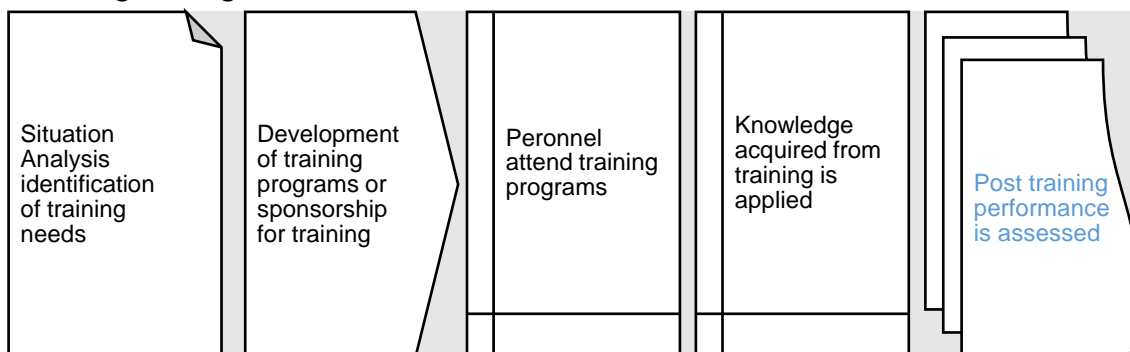 Situation
Analysis
identification
of training
needs
Development
of training
programs or
sponsorship
for training
Peronnel
attend training
programs
Knowledge
acquired from
training is
applied
Post training
performance
is assessed